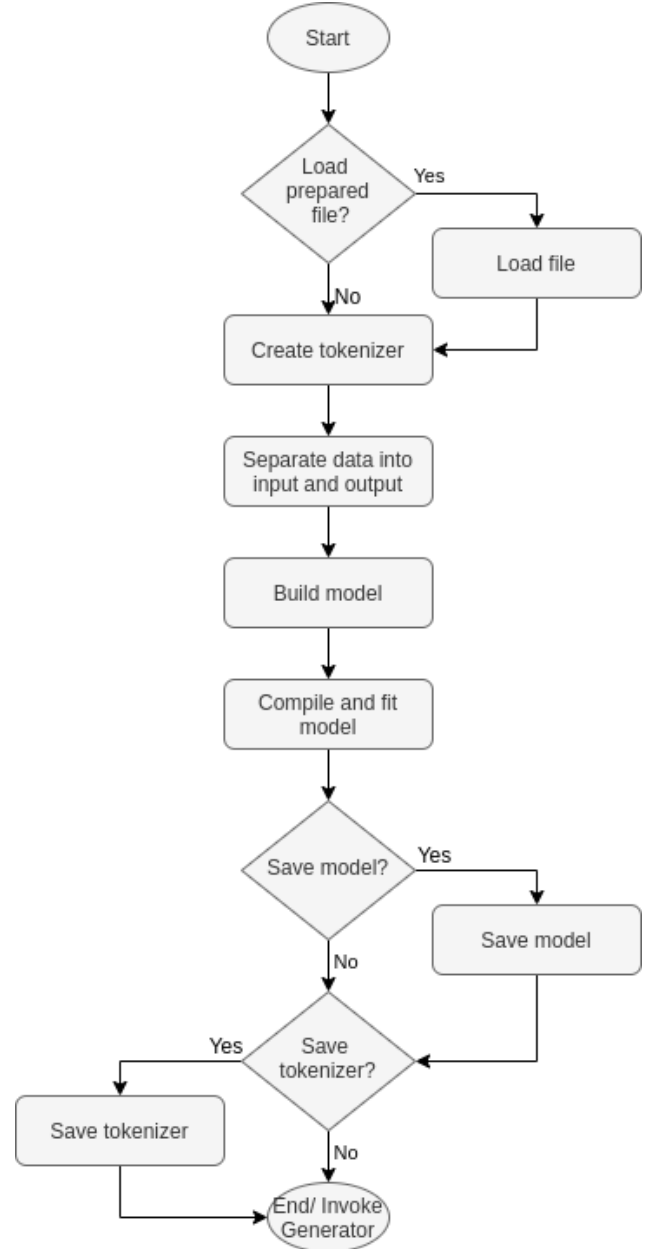 Start
Load
prepared
file?
Yes
Load file
No
Create tokenizer
Separate data into
input and output
Build model
Compile and fit
model
Save model?
Yes
Save model
No
Save
tokenizer?
Yes
Save tokenizer
No
End/ Invoke
Generator